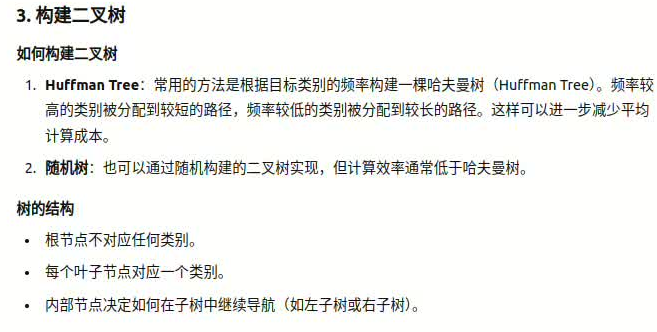 3. 构建二叉树
如何构建二叉树
1. Huffman Tree：常用的方法是根据目标类别的频率构建一棵哈夫曼树（Huffman Tree）。频率较
高的类别被分配到较短的路径，频率较低的类别被分配到较长的路径。这样可以进一步减少平均
计算成本。
2. 随机树：也可以通过随机构建的二叉树实现，但计算效率通常低于哈夫曼树。
树的结构
• 根节点不对应任何类别。
• 每个叶子节点对应一个类别。
• 内部节点决定如何在子树中继续导航（如左子树或右子树）。